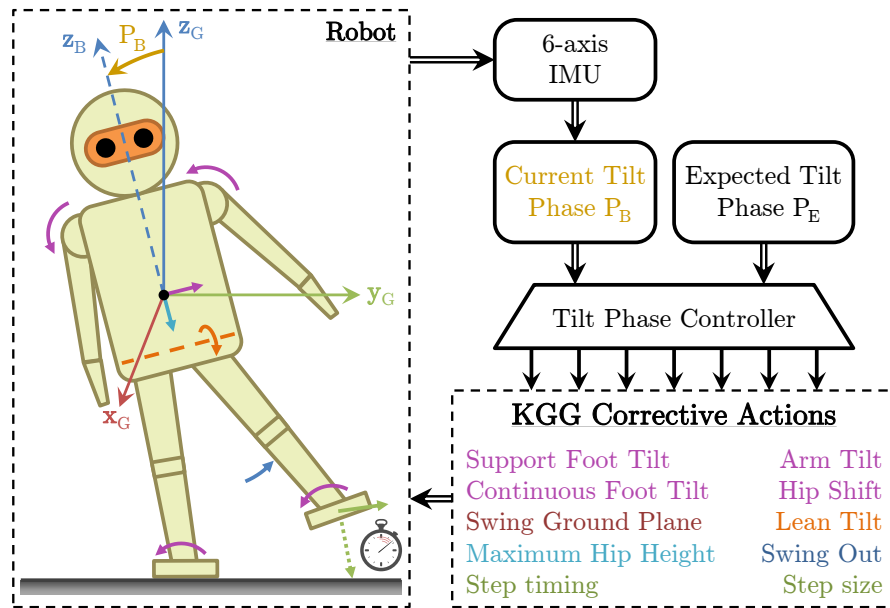 Robot
z_B
P_B
z_G
y_G
x_G
6-axis
IMU
Current Tilt
Phase P_B
Expected Tilt
Phase P_E
Tilt Phase Controller
KGG Corrective Actions
Support Foot Tilt Arm Tilt
Continuous Foot Tilt Hip Shift
Swing Ground Plane Lean Tilt
Maximum Hip Height Swing Out
Step timing Step size